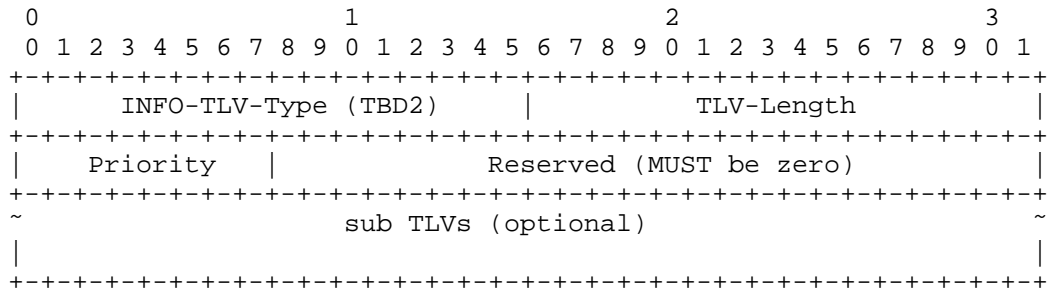 0                   1                   2                   3
 0 1 2 3 4 5 6 7 8 9 0 1 2 3 4 5 6 7 8 9 0 1 2 3 4 5 6 7 8 9 0 1
+-+-+-+-+-+-+-+-+-+-+-+-+-+-+-+-+-+-+-+-+-+-+-+-+-+-+-+-+-+-+-+-+
|      INFO-TLV-Type (TBD2)     |          TLV-Length           |
+-+-+-+-+-+-+-+-+-+-+-+-+-+-+-+-+-+-+-+-+-+-+-+-+-+-+-+-+-+-+-+-+
|    Priority   |             Reserved (MUST be zero)           |
+-+-+-+-+-+-+-+-+-+-+-+-+-+-+-+-+-+-+-+-+-+-+-+-+-+-+-+-+-+-+-+-+
~                    sub TLVs (optional)                        ~
|                                                               |
+-+-+-+-+-+-+-+-+-+-+-+-+-+-+-+-+-+-+-+-+-+-+-+-+-+-+-+-+-+-+-+-+